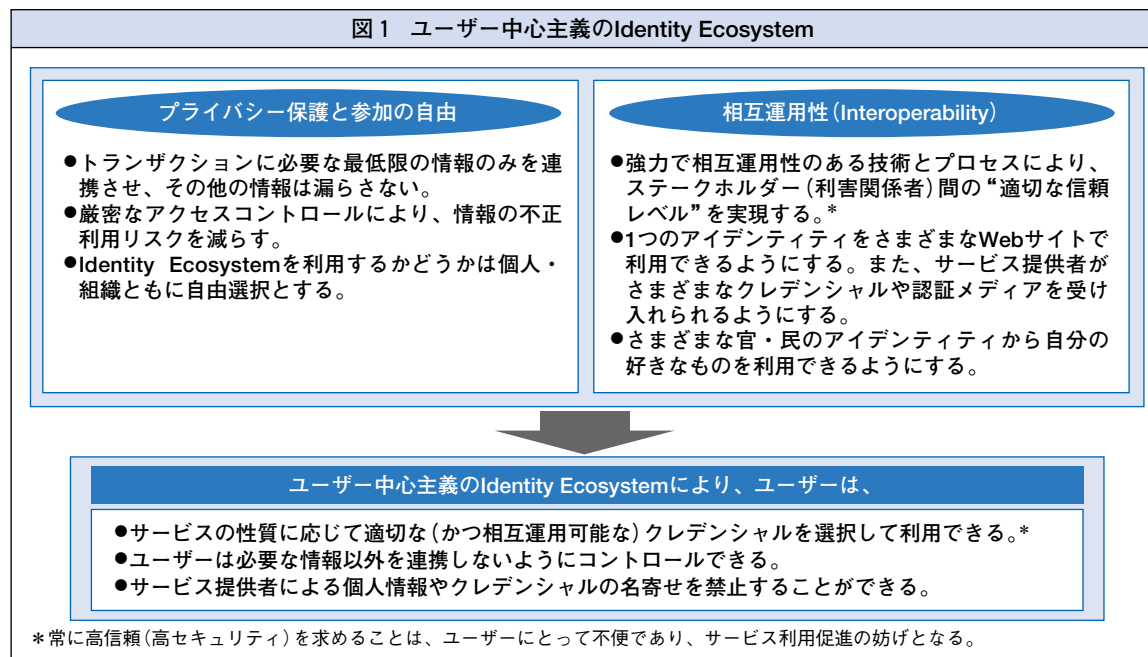 図1 ユーザー中心主義のIdentity Ecosystem
プライバシー保護と参加の自由
●トランザクションに必要な最低限の情報のみを連
携させ、その他の情報は漏らさない。
●厳密なアクセスコントロールにより、情報の不正
利用リスクを減らす。
●Identity Ecosystemを利用するかどうかは個人・
組織ともに自由選択とする。
相互運用性(Interoperability)
●強力で相互運用性のある技術とプロセスにより、
ステークホルダー(利害関係者)間の“適切な信頼
レベル”を実現する。*
●1つのアイデンティティをさまざまなWebサイトで
利用できるようにする。また、サービス提供者が
さまざまなクレデンシャルや認証メディアを受け
入れられるようにする。
●さまざまな官・民のアイデンティティから自分の
好きなものを利用できるようにする。
ユーザー中心主義のIdentity Ecosystemにより、ユーザーは、
●サービスの性質に応じて適切な(かつ相互運用可能な)クレデンシャルを選択して利用できる。*
●ユーザーは必要な情報以外を連携しないようにコントロールできる。
●サービス提供者による個人情報やクレデンシャルの名寄せを禁止することができる。
*常に高信頼(高セキュリティ)を求めることは、ユーザーにとって不便であり、サービス利用促進の妨げとなる。